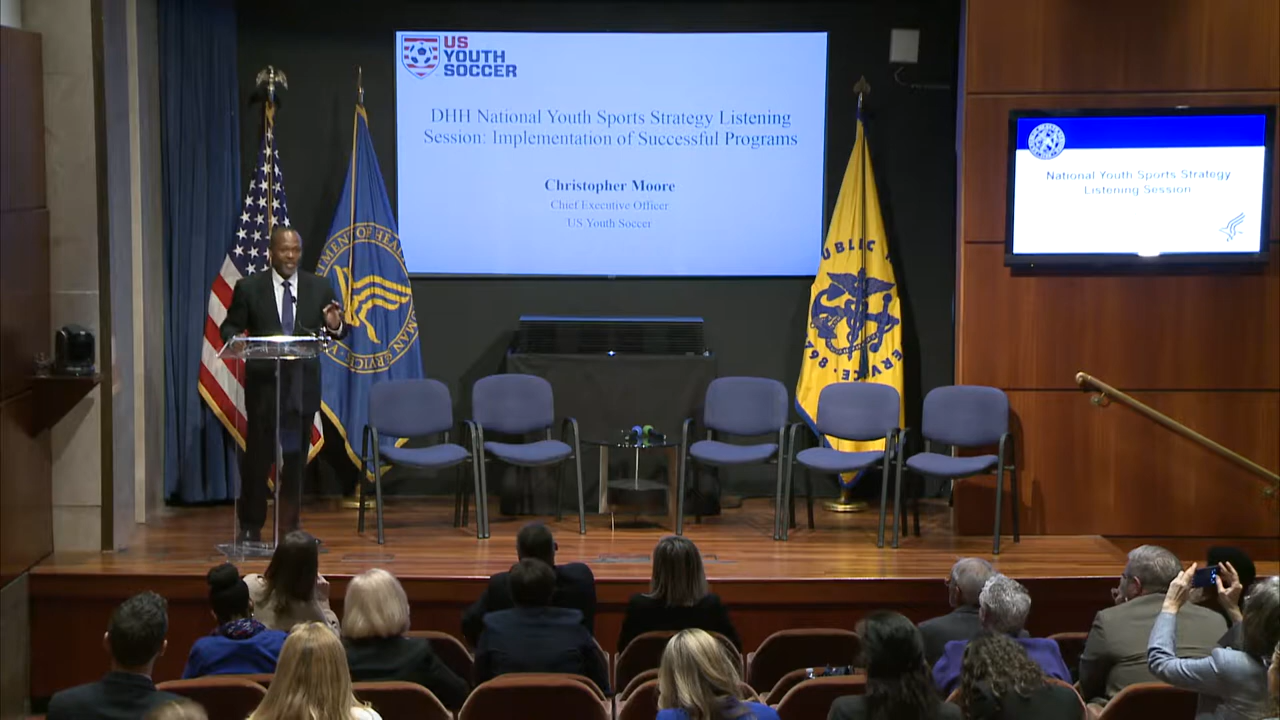 US
YOUTH
SOCCER
DHH National Youth Sports Strategy Listening
Session: Implementation of Successful Programs
Christopher Moore
Chief Executive Officer
US Youth Soccer
National Youth Sports Strategy
Listening Session